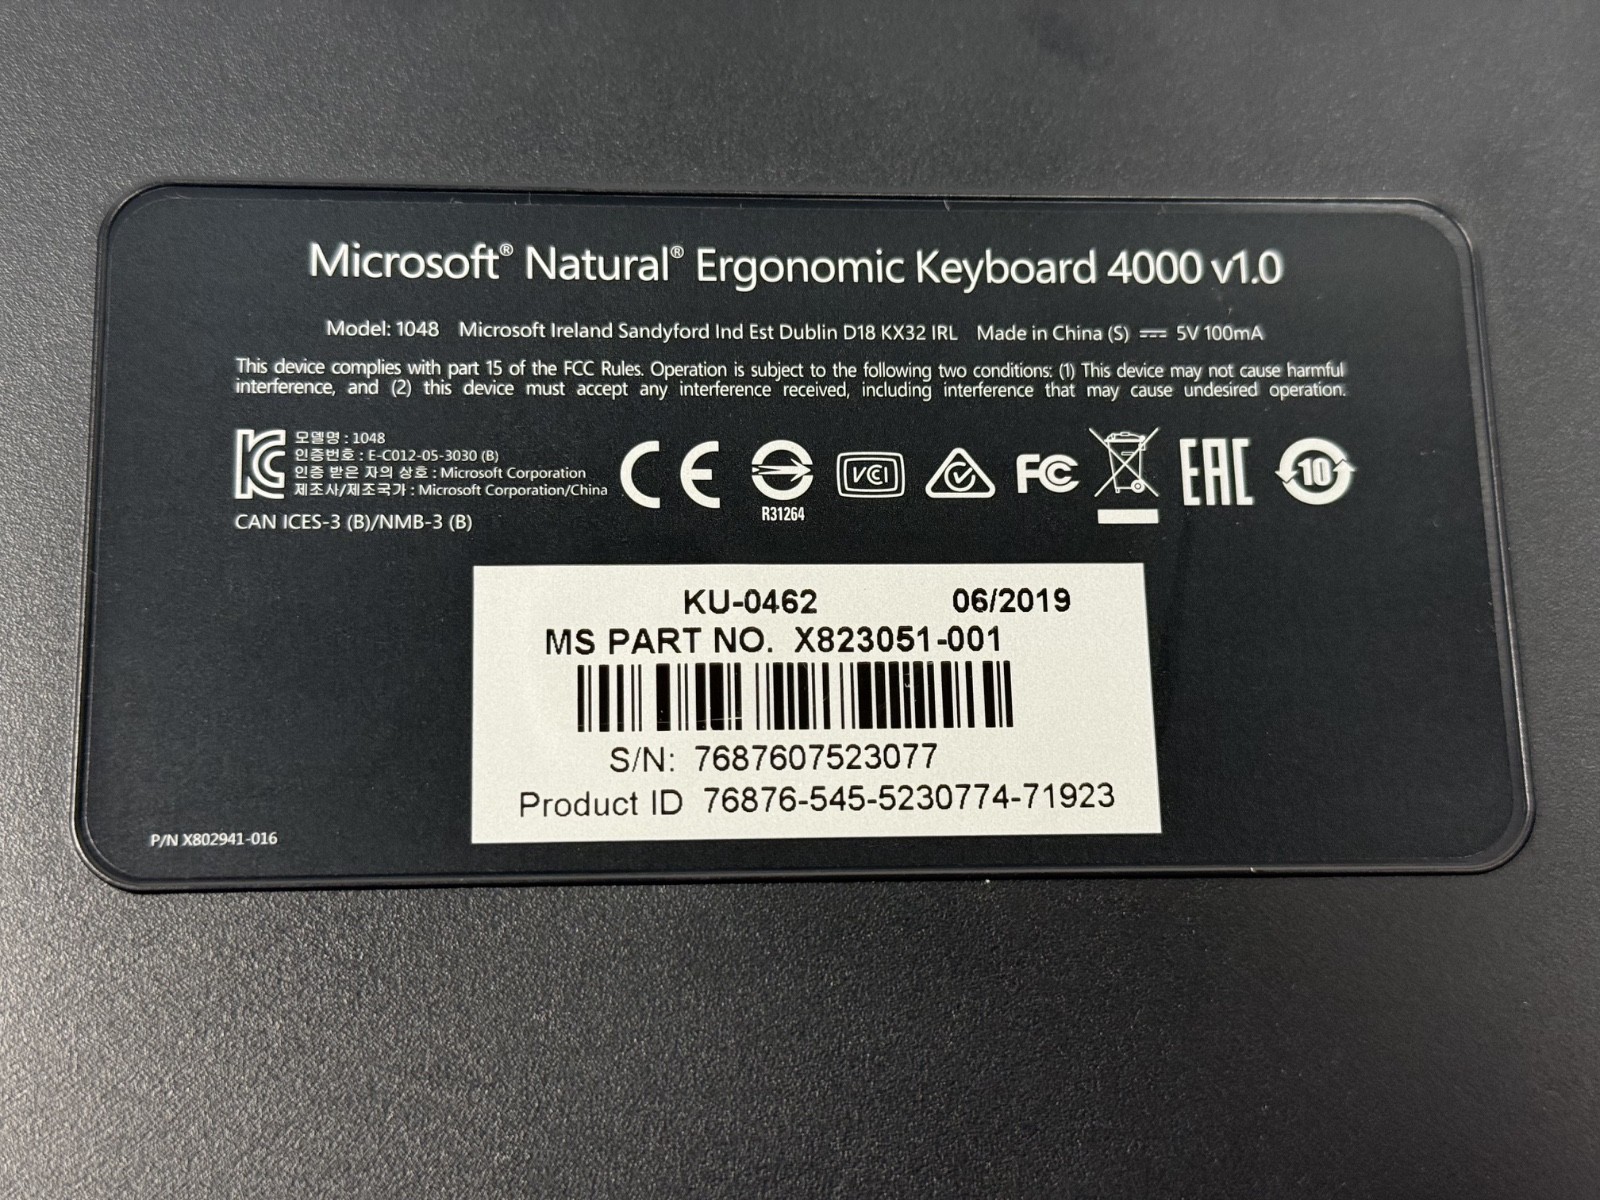 Microsoft® Natural® Ergonomic Keyboard 4000 v1.0
Model: 1048 Microsoft Ireland Sandyford Ind Est Dublin D18 KX32 IRL Made in China (S) ⎓ 5V 100mA
This device complies with part 15 of the FCC Rules. Operation is subject to the following two conditions: (1) This device may not cause harmful
interference, and (2) this device must accept any interference received, including interference that may cause undesired operation.
모델명 : 1048
인증번호 : E-C012-05-3030 (B)
인증 받은 자의 상호 : Microsoft Corporation
제조사/제조국가 : Microsoft Corporation/China
CAN ICES-3 (B)/NMB-3 (B)
KC CE VCI FC EAC 10
R31264
KU-0462 06/2019
MS PART NO. X823051-001
S/N: 7687607523077
Product ID 76876-545-5230774-71923
P/N X802941-016